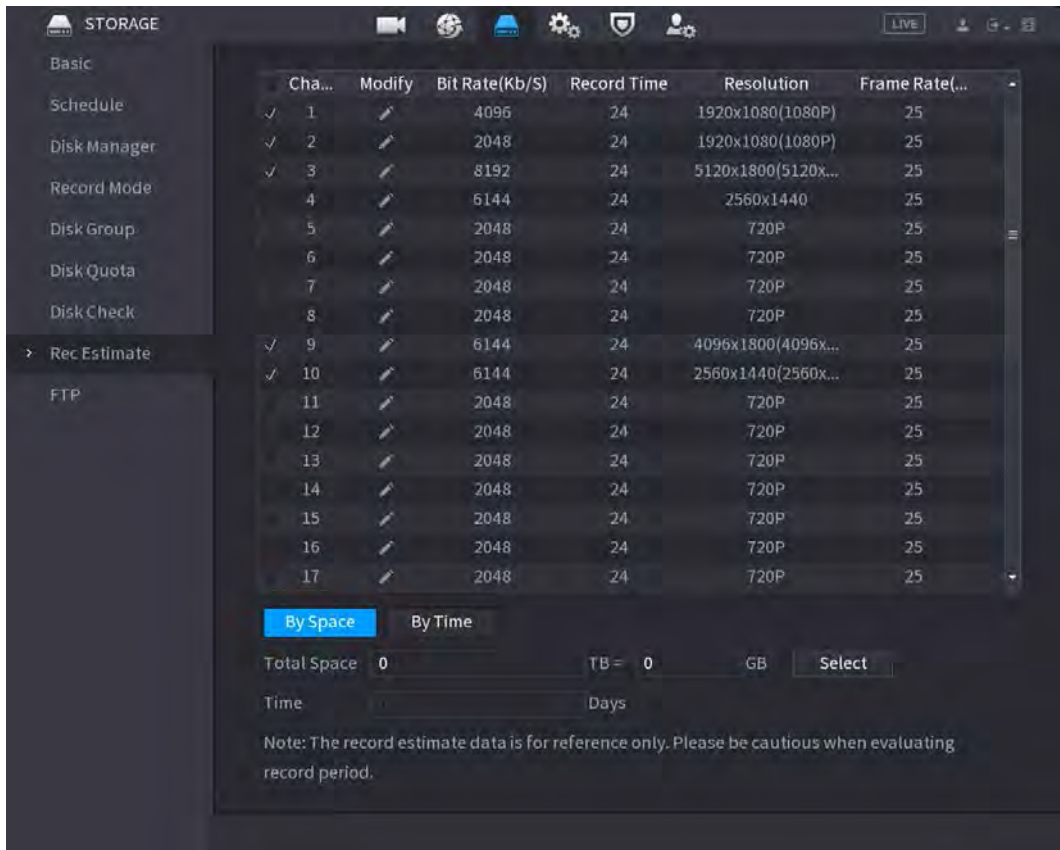 STORAGE
LIVE
Basic
Schedule
Disk Manager
Record Mode
Disk Group
Disk Quota
Disk Check
Rec Estimate
FTP
Cha... Modify Bit Rate(Kb/S) Record Time Resolution Frame Rate(...
1 4096 24 1920x1080(1080P) 25
2 2048 24 1920x1080(1080P) 25
3 8192 24 5120x1800(5120x... 25
4 6144 24 2560x1440 25
5 2048 24 720P 25
6 2048 24 720P 25
7 2048 24 720P 25
8 2048 24 720P 25
9 6144 24 4096x1800(4096x... 25
10 6144 24 2560x1440(2560x... 25
11 2048 24 720P 25
12 2048 24 720P 25
13 2048 24 720P 25
14 2048 24 720P 25
15 2048 24 720P 25
16 2048 24 720P 25
17 2048 24 720P 25
By Space By Time
Total Space 0 TB = 0 GB Select
Time Days
Note: The record estimate data is for reference only. Please be cautious when evaluating
record period.